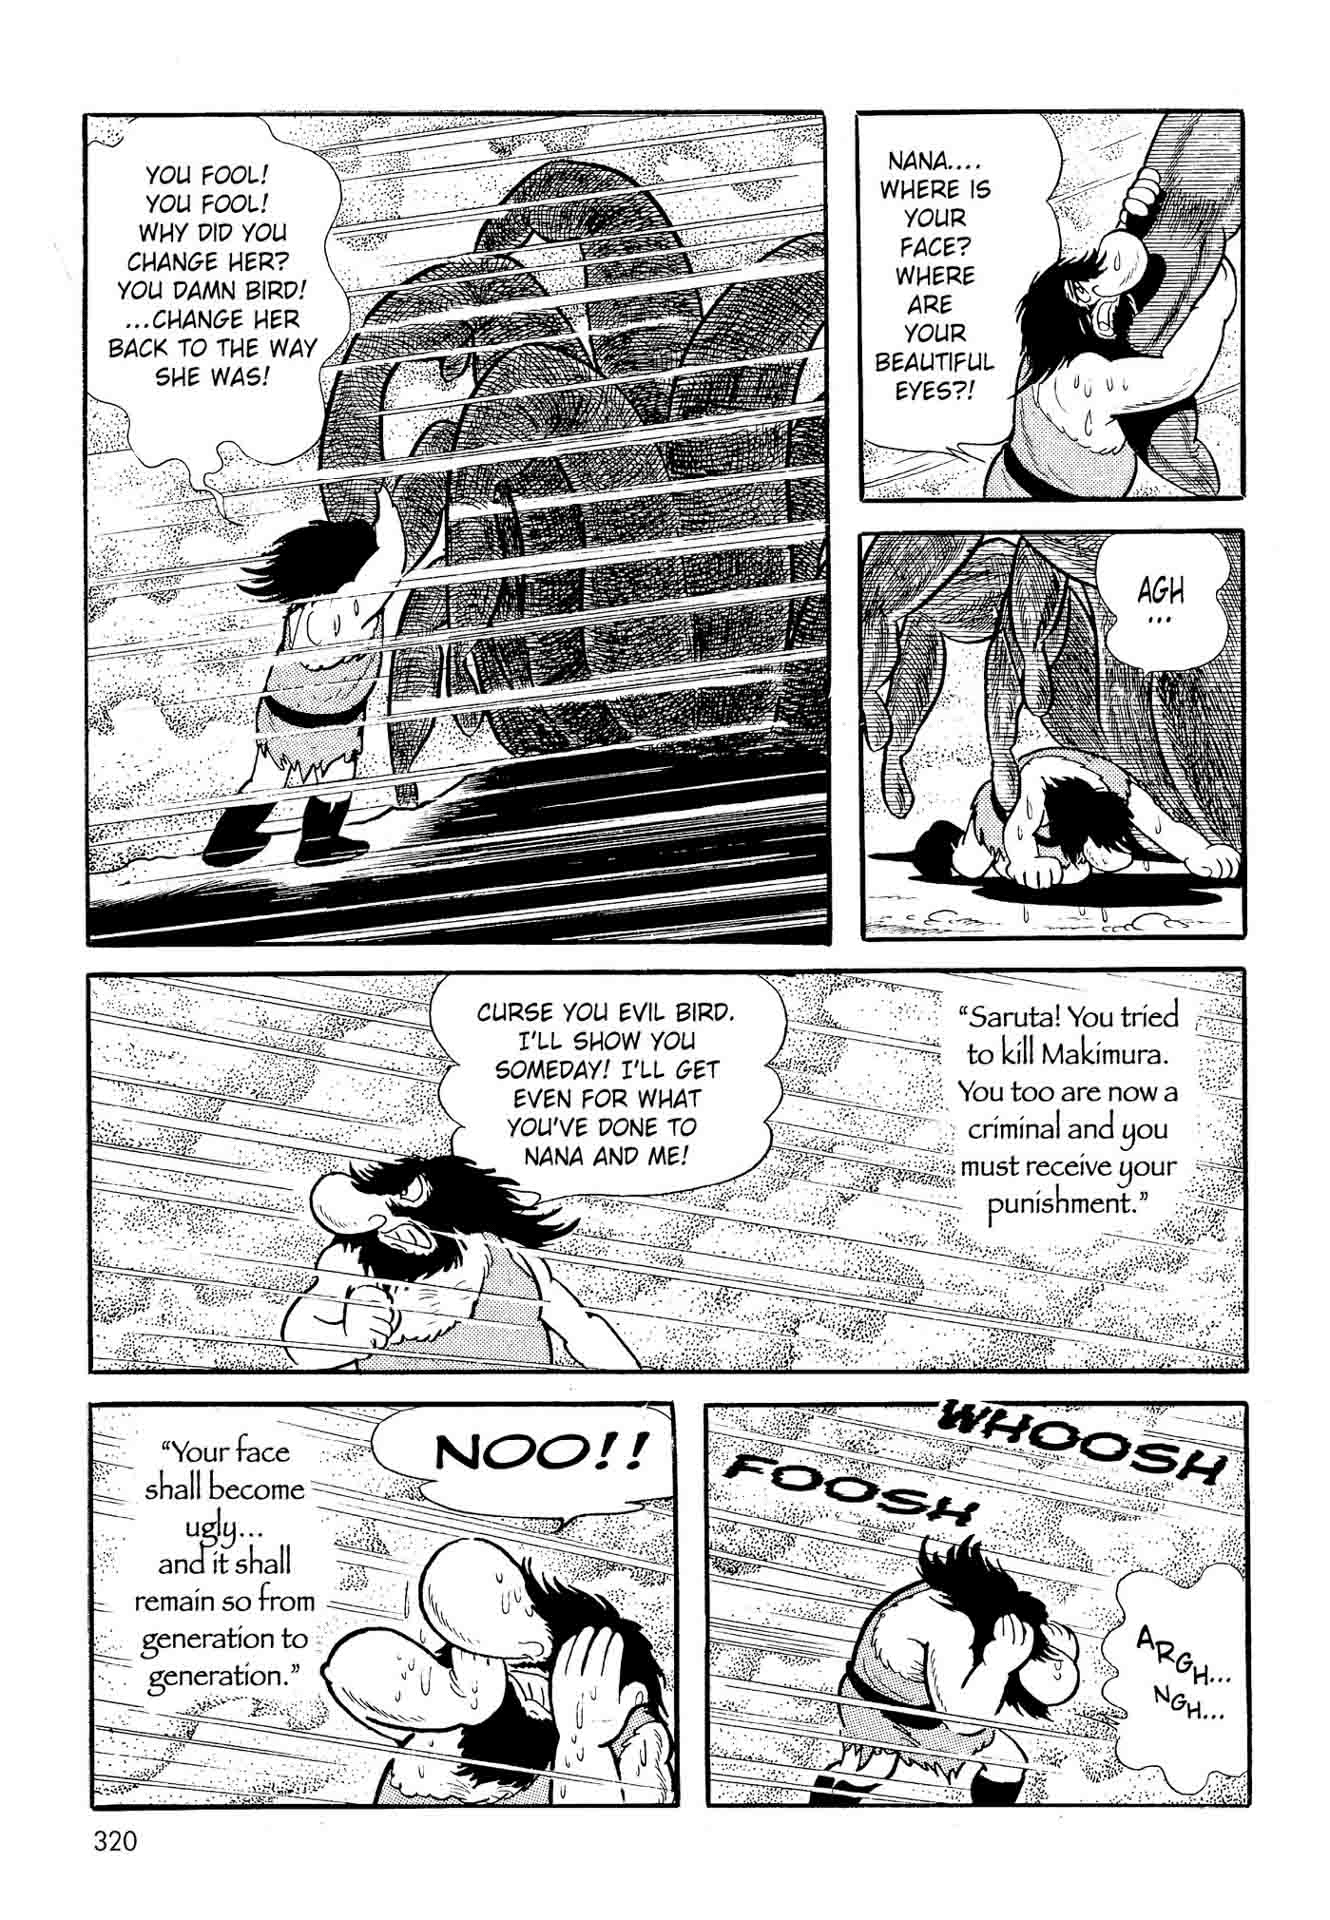 YOU FOOL!
YOU FOOL!
WHY DID YOU
CHANGE HER?
YOU DAMN BIRD!
...CHANGE HER
BACK TO THE WAY
SHE WAS!
NANA....
WHERE IS
YOUR
FACE?
WHERE
ARE
YOUR
BEAUTIFUL
EYES?!
AGH
...
CURSE YOU EVIL BIRD.
I'LL SHOW YOU
SOMEDAY! I'LL GET
EVEN FOR WHAT
YOU'VE DONE TO
NANA AND ME!
"Saruta! You tried
to kill Makimura.
You too are now a
criminal and you
must receive your
punishment."
"Your face
shall become
ugly...
and it shall
remain so from
generation to
generation."
NOO!!
WHOOSH
FOOSH
ARGH...
NGH...
320